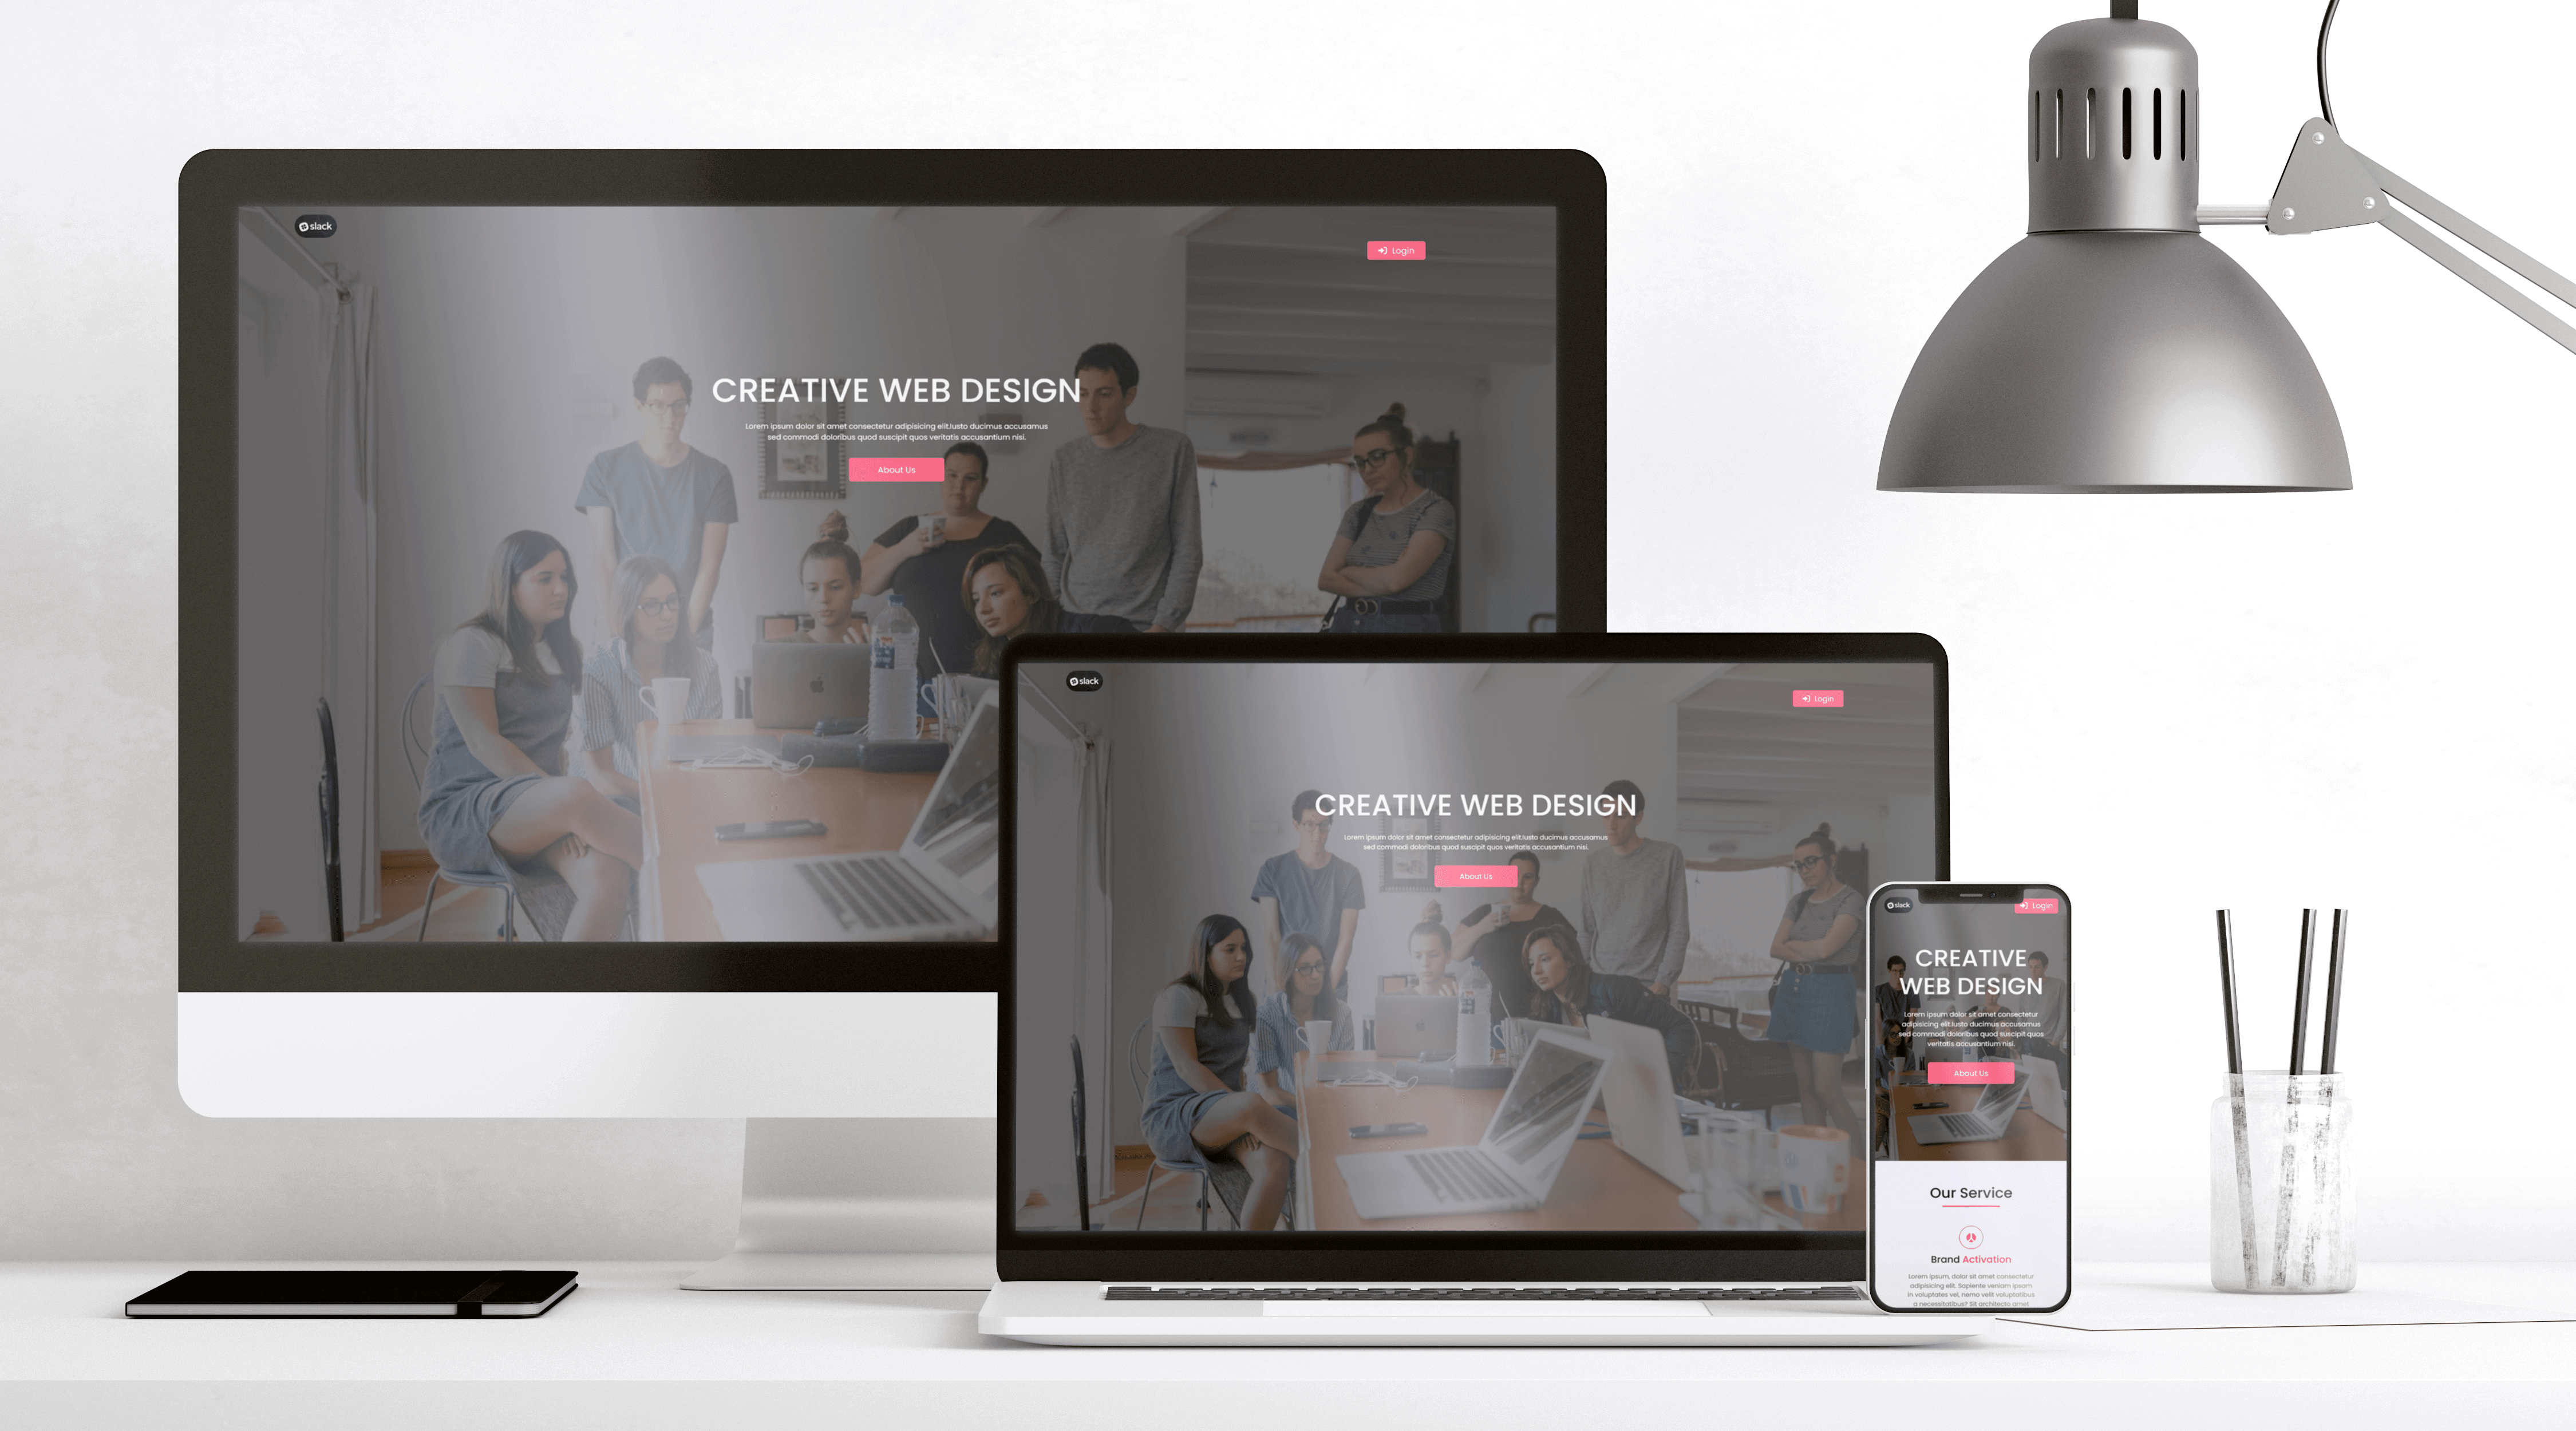 slack
Login
CREATIVE WEB DESIGN
Lorem ipsum dolor sit amet consectetur adipisicing elit.Iusto ducimus accusamus
sed commodi doloribus quod suscipit quos veritatis accusantium nisi.
About Us
slack
Login
CREATIVE WEB DESIGN
Lorem ipsum dolor sit amet consectetur adipisicing elit.Iusto ducimus accusamus
sed commodi doloribus quod suscipit quos veritatis accusantium nisi.
About Us
slack
Login
CREATIVE
WEB DESIGN
Lorem ipsum dolor sit amet consectetur
adipisicing elit.Iusto ducimus accusamus
sed commodi doloribus quod suscipit quos
veritatis accusantium nisi.
About Us
Our Service
Brand Activation
Lorem ipsum, dolor sit amet consectetur
adipisicing elit. Sapiente veniam ipsam
in voluptates vel, nemo velit voluptatibus
a necessitatibus? Sit architecto amet